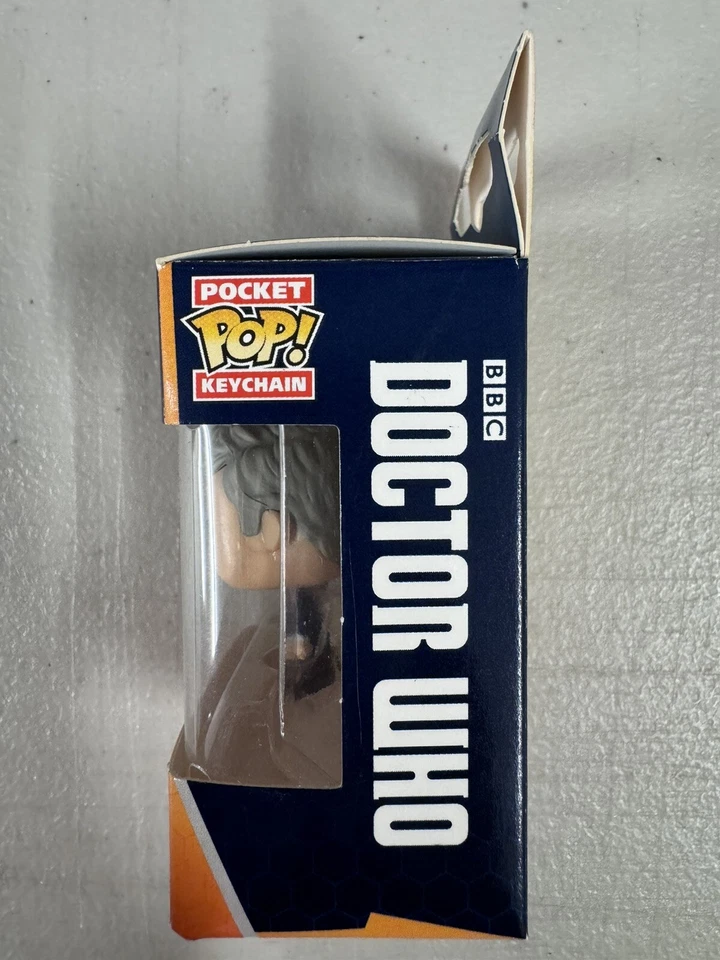 POCKET
POP!
KEYCHAIN
BBC
DOCTOR WHO